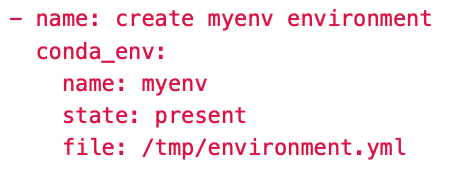 - name: create myenv environment
  conda_env:
    name: myenv
    state: present
    file: /tmp/environment.yml